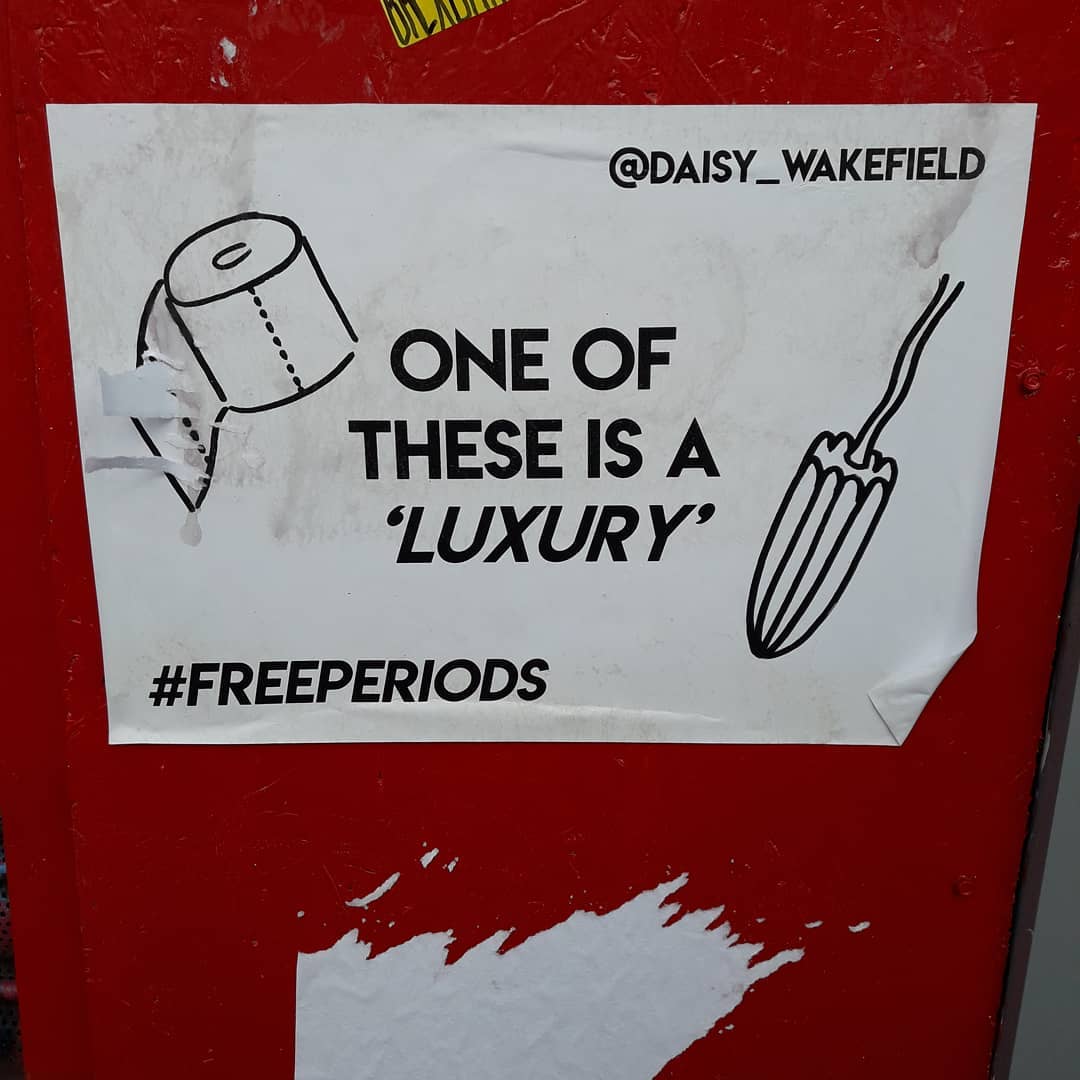 @DAISY_WAKEFIELD
ONE OF
THESE IS A
‘LUXURY’
#FREEPERIODS